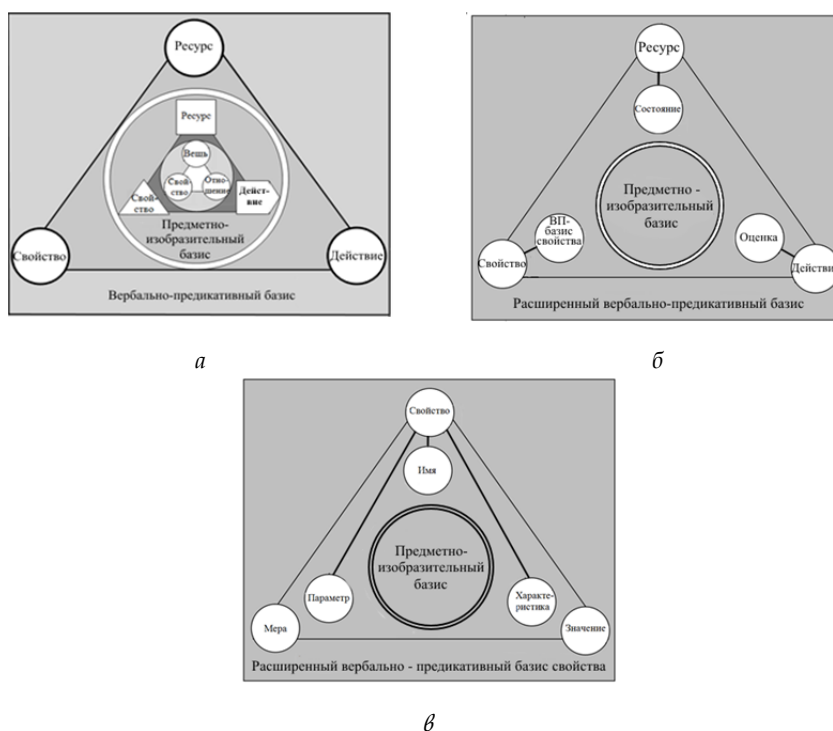 Ресурс
Ресурс
Вещь
Свой-
ство
Отно-
шение
Свой-
ство
Дейст-
вие
Предметно-
изобразительный
базис
Свойство
Действие
Вербально-предикативный базис
а
Ресурс
Состояние
Предметно -
изобразительный
базис
ВП-
базис
свойства
Оценка
Свойство
Действи
Расширенный вербально-предикативный базис
б
Свойство
Имя
Предметно-
изобразительный
базис
Параметр
Характе-
ристика
Мера
Значение
Расширенный вербально - предикативный базис свойства
в